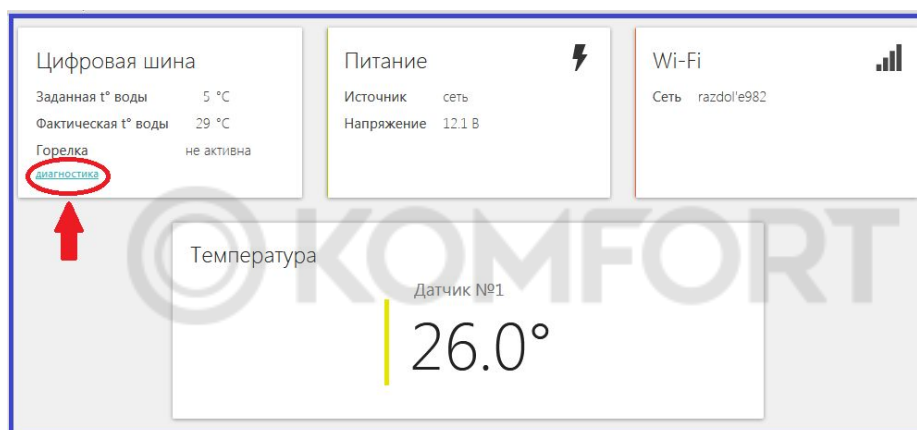 Цифровая шина
Заданная t° воды 5 °C
Фактическая t° воды 29 °C
Горелка не активна
диагностика
Питание
Источник сеть
Напряжение 12.1 В
Wi-Fi
Сеть razdol'e982
Температура
Датчик №1
26.0°
©KOMFORT